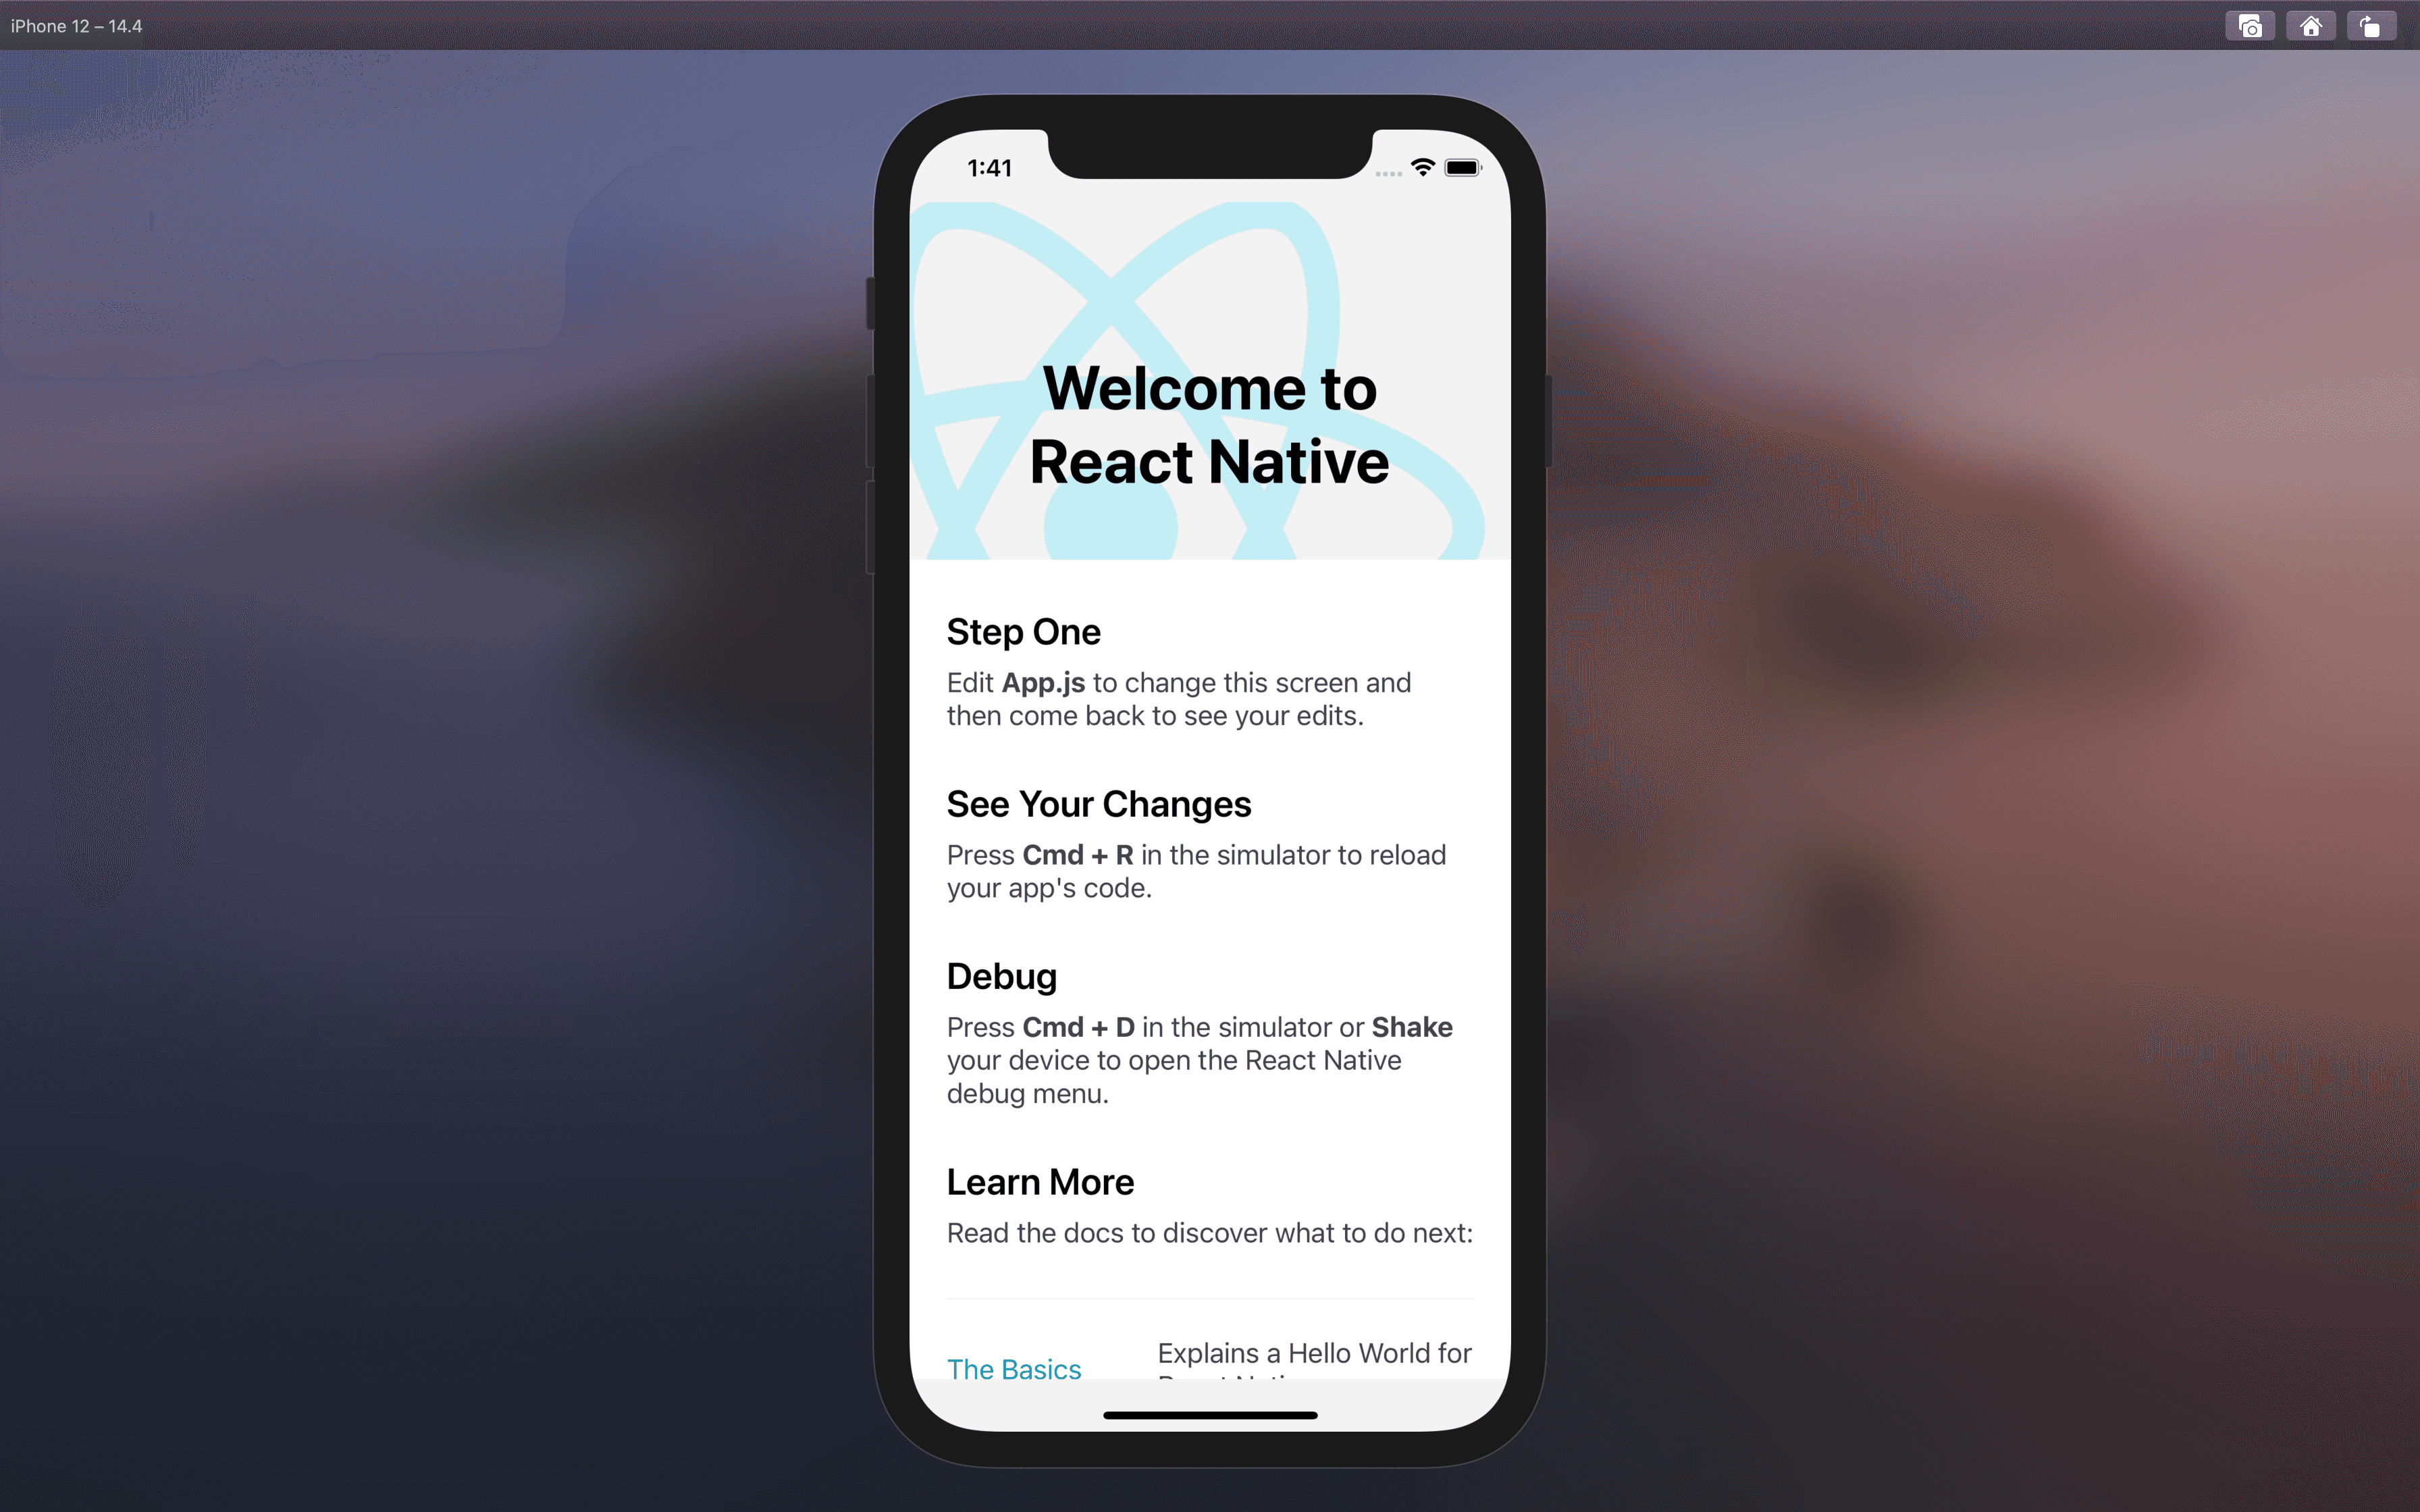 iPhone 12 – 14.4
1:41
Welcome to
React Native
Step One
Edit App.js to change this screen and
then come back to see your edits.
See Your Changes
Press Cmd + R in the simulator to reload
your app's code.
Debug
Press Cmd + D in the simulator or Shake
your device to open the React Native
debug menu.
Learn More
Read the docs to discover what to do next:
The Basics
Explains a Hello World for